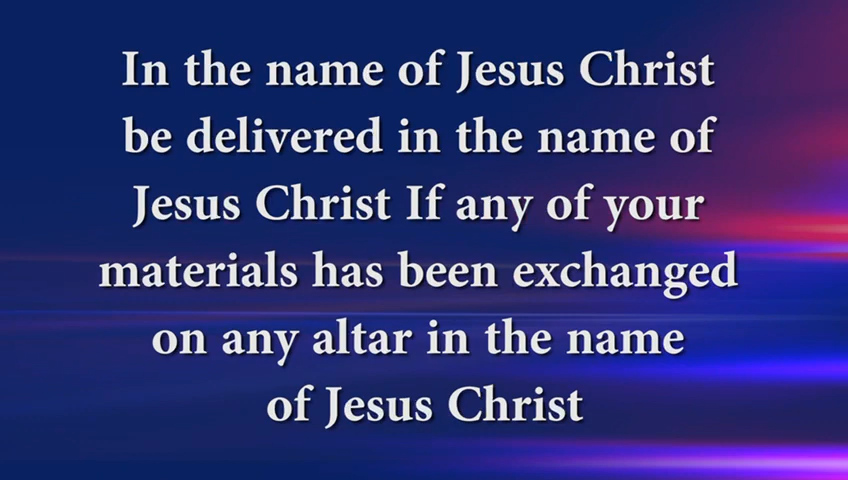 In the name of Jesus Christ
be delivered in the name of
Jesus Christ If any of your
materials has been exchanged
on any altar in the name
of Jesus Christ